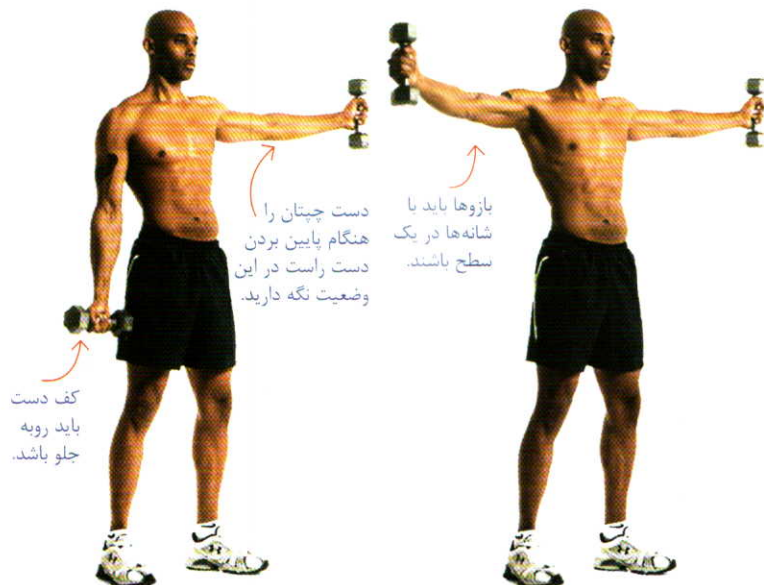 بازوها باید با
شانه‌ها در یک
سطح باشند.
دست چپتان را
هنگام پایین بردن
دست راست در این
وضعیت نگه دارید.
کف دست
باید روبه
جلو باشد.